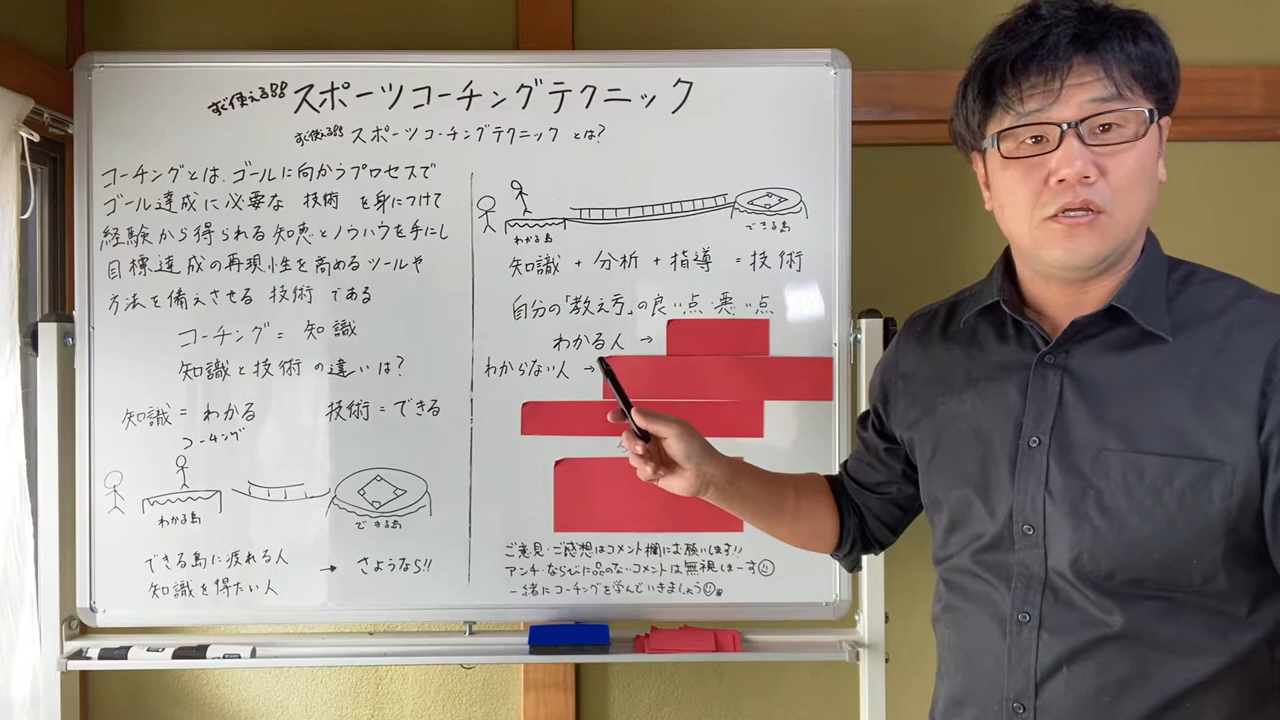 すぐ使える!! スポーツコーチングテクニック
すぐ使える!! スポーツコーチングテクニック とは?
コーチングとは、ゴールに向かうプロセスで
ゴール達成に必要な 技術 を身につけて
経験から得られる知恵とノウハウを手にし
目標達成の再現性を高めるツールや
方法を備えさせる 技術 である
コーチング = 知識
知識と技術の違いは?
知識 = わかる 技術 = できる
コーチング
わかる島
できる島
できる島に渡れる人
知識を得たい人
→ さようなら!!
わかる島
できる島
知識 + 分析 + 指導 = 技術
自分の「教え方」の良い点・悪い点
わかる人 →
わからない人 →
ご意見・ご感想はコメント欄にお願いします!!
アンチ・ならびに品のないコメントは無視しまーす
一緒にコーチングを学んでいきましょう